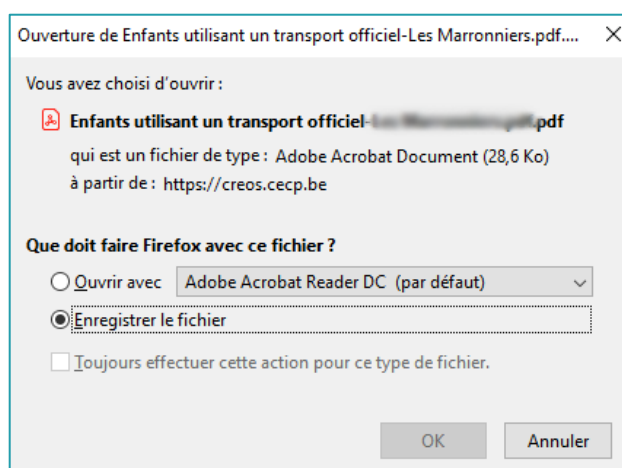 Ouverture de Enfants utilisant un transport officiel-Les Marronniers.pdf....
Vous avez choisi d'ouvrir :
Enfants utilisant un transport officiel- pdf
qui est un fichier de type : Adobe Acrobat Document (28,6 Ko)
à partir de : https://creos.cecp.be
Que doit faire Firefox avec ce fichier ?
Ouvrir avec Adobe Acrobat Reader DC (par défaut)
Enregistrer le fichier
Toujours effectuer cette action pour ce type de fichier.
OK Annuler